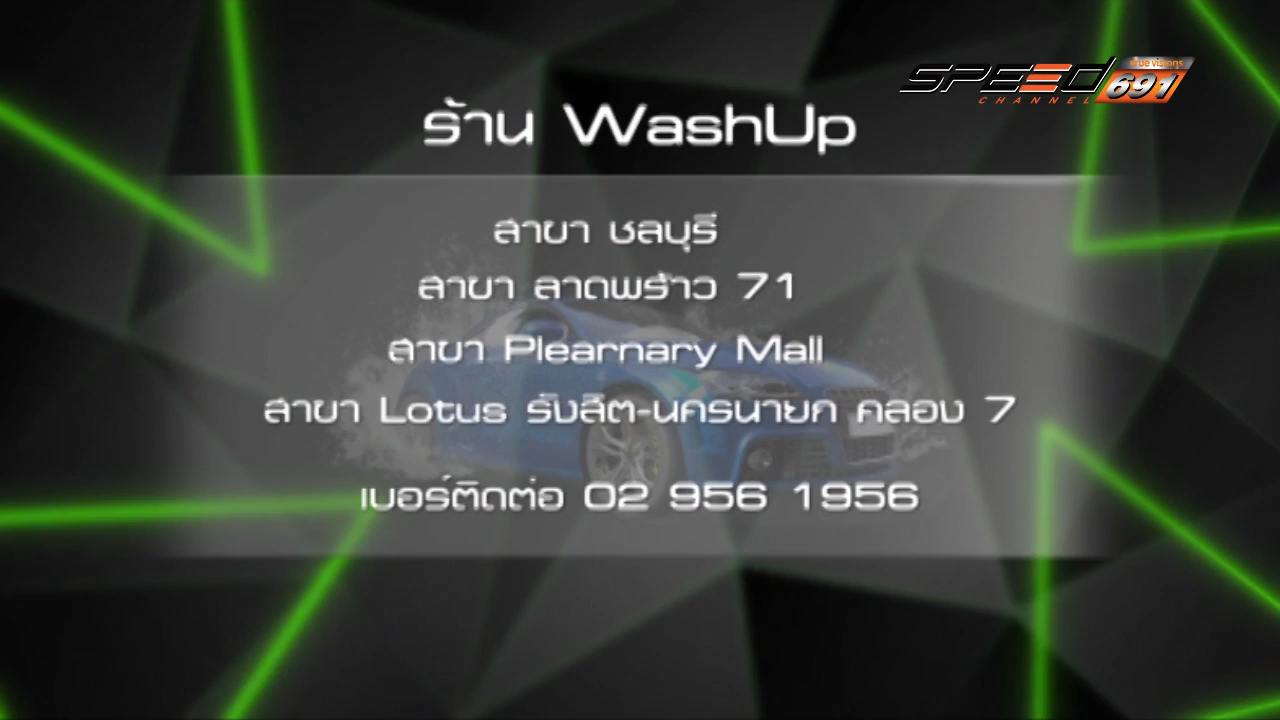 SPEED
CHANNEL
true visions
691
ร้าน WashUp
สาขา ชลบุรี
สาขา ลาดพร้าว 71
สาขา Plearnary Mall
สาขา Lotus รังสิต-นครนายก คลอง 7
เบอร์ติดต่อ 02 956 1956